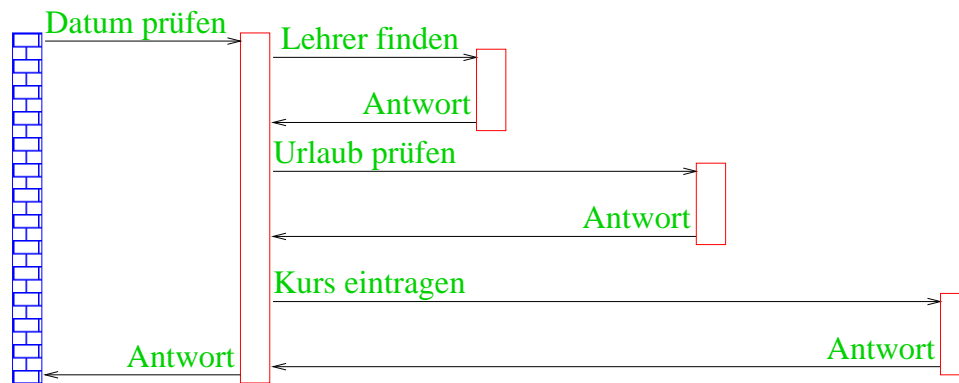 Datum prüfen
Lehrer finden
Antwort
Urlaub prüfen
Antwort
Kurs eintragen
Antwort
Antwort